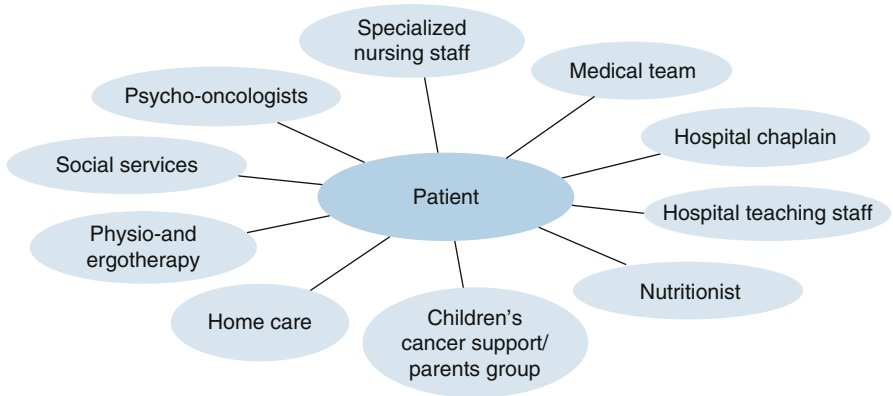 Specialized
nursing staff
Medical team
Psycho-oncologists
Hospital chaplain
Social services
Patient
Hospital teaching staff
Physio-and
ergotherapy
Nutritionist
Home care
Children's
cancer support/
parents group